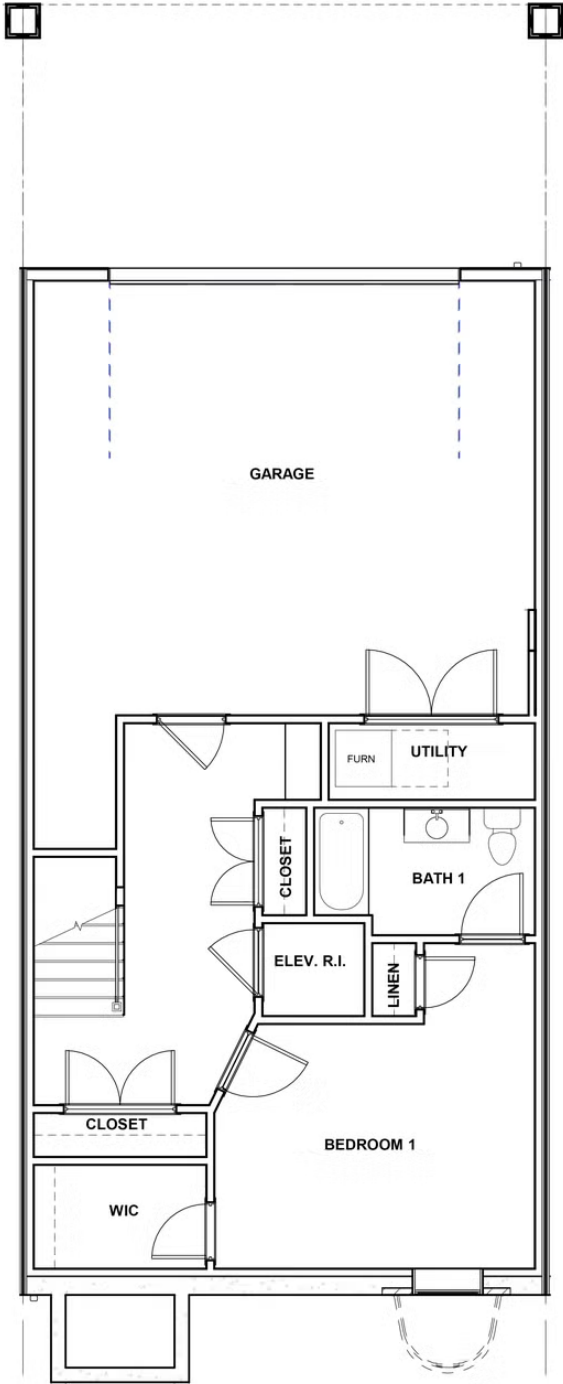 GARAGE
UTILITY
FURN
CLOSET
BATH 1
ELEV. R.I.
LINEN
CLOSET
BEDROOM 1
WIC